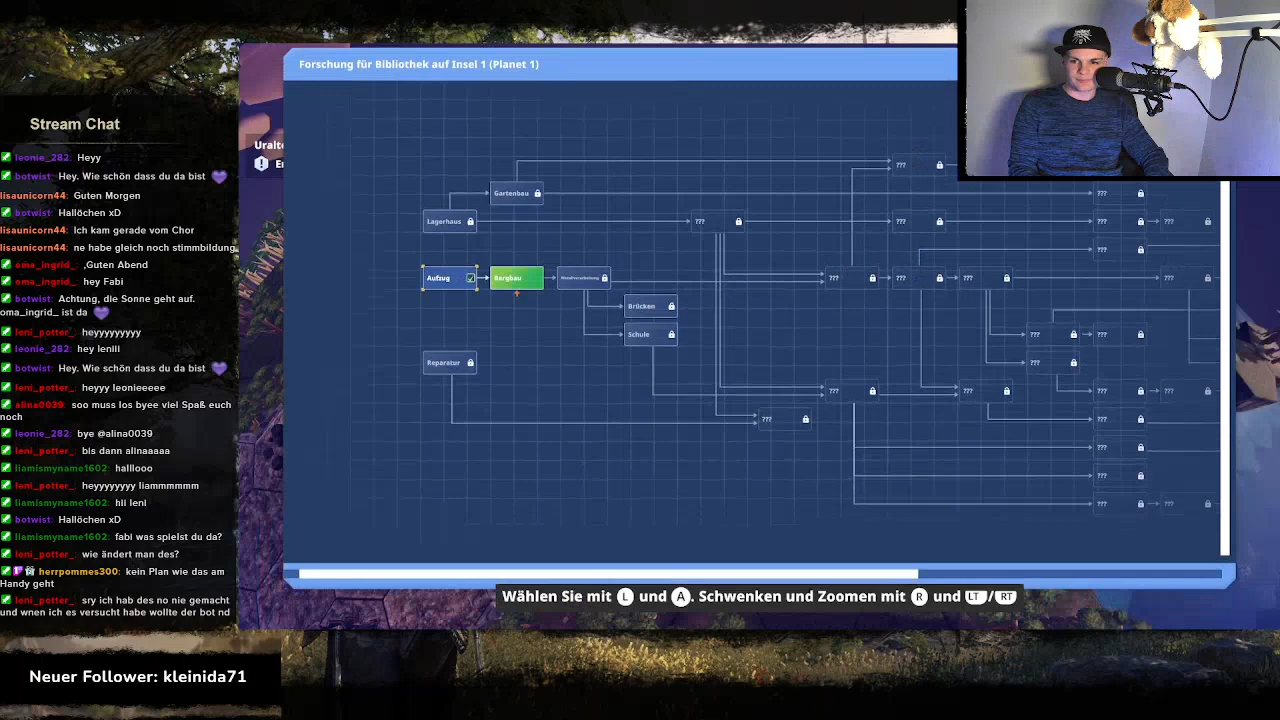 Forschung für Bibliothek auf Insel 1 (Planet 1)
Stream Chat
leonie_282: Heyy
botwist: Hey. Wie schön dass du da bist
lisaunicorn44: Guten Morgen
botwist: Hallöchen xD
lisaunicorn44: Ich kam gerade vom Chor
lisaunicorn44: ne habe gleich noch stimmbildung
oma_ingrid_: ,Guten Abend
oma_ingrid_: hey Fabi
botwist: Achtung, die Sonne geht auf.
oma_ingrid_ ist da
leni_potter_: heyyyyyyyy
leonie_282: hey leniii
botwist: Hey. Wie schön dass du da bist
leni_potter_: heyyy leonieeeee
alina0039: soo muss los byee viel Spaß euch
noch
leonie_282: bye @alina0039
leni_potter_: bis dann alinaaaaa
liamismyname1602: halllooo
leni_potter_: heyyyyyyyy liammmmmm
liamismyname1602: hii leni
botwist: Hallöchen xD
liamismyname1602: fabi was spielst du da?
leni_potter_: wie ändert man des?
herrpommes300: kein Plan wie das am
Handy geht
leni_potter_: sry ich hab des no nie gemacht
und wnen ich es versucht habe wollte der bot nd
Neuer Follower: kleinida71
Uralte
???
Gartenbau
???
Lagerhaus
???
???
???
???
???
Aufzug
Bergbau
Metallverarbeitung
???
???
???
???
Brücken
Schule
???
???
Reparatur
???
???
???
???
???
???
???
???
???
???
???
Wählen Sie mit L und A. Schwenken und Zoomen mit R und LT/RT